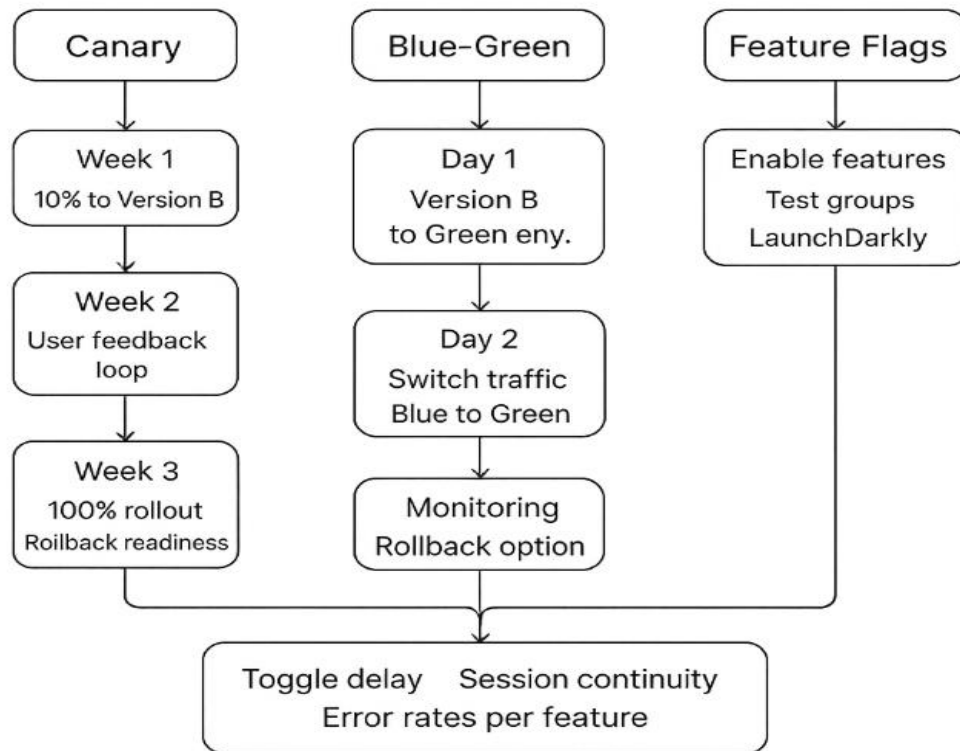 Canary
Week 1
10% to Version B
Week 2
User feedback
loop
Week 3
100% rollout
Roilback readiness
Blue-Green
Day 1
Version B
to Green eny.
Day 2
Switch traffic
Blue to Green
Monitoring
Rollback option
Feature Flags
Enable features
Test groups
LaunchDarkly
Toggle delay Session continuity
Error rates per feature